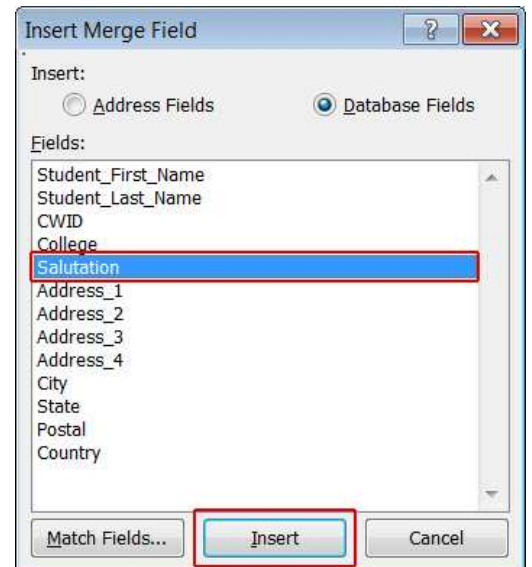 Insert Merge Field
Insert:
Address Fields Database Fields
Fields:
Student_First_Name
Student_Last_Name
CWID
College
Salutation
Address_1
Address_2
Address_3
Address_4
City
State
Postal
Country
Match Fields... Insert Cancel